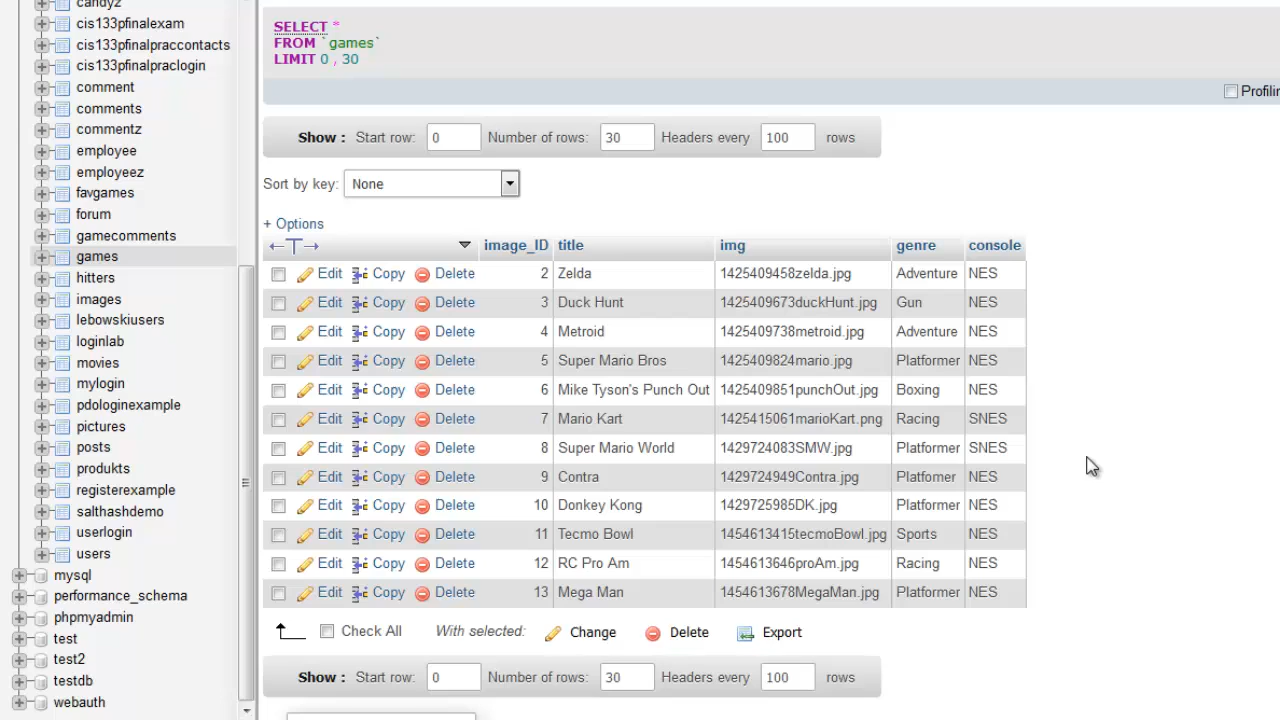 candyz
cis133pfinalexam
cis133pfinalpraccontacts
cis133pfinalpraclogin
comment
comments
commentz
employee
employeez
favgames
forum
gamecomments
games
hitters
images
lebowskiusers
loginlab
movies
mylogin
pdologinexample
pictures
posts
produkts
registerexample
salthashdemo
userlogin
users
mysql
performance_schema
phpmyadmin
test
test2
testdb
webauth
SELECT *
FROM `games`
LIMIT 0 , 30
Profilin
Show : Start row: 0 Number of rows: 30 Headers every 100 rows
Sort by key: None
+ Options
image_ID title img genre console
Edit Copy Delete 2 Zelda 1425409458zelda.jpg Adventure NES
Edit Copy Delete 3 Duck Hunt 1425409673duckHunt.jpg Gun NES
Edit Copy Delete 4 Metroid 1425409738metroid.jpg Adventure NES
Edit Copy Delete 5 Super Mario Bros 1425409824mario.jpg Platformer NES
Edit Copy Delete 6 Mike Tyson's Punch Out 1425409851punchOut.jpg Boxing NES
Edit Copy Delete 7 Mario Kart 1425415061marioKart.png Racing SNES
Edit Copy Delete 8 Super Mario World 1429724083SMW.jpg Platformer SNES
Edit Copy Delete 9 Contra 1429724949Contra.jpg Platfomer NES
Edit Copy Delete 10 Donkey Kong 1429725985DK.jpg Platformer NES
Edit Copy Delete 11 Tecmo Bowl 1454613415tecmoBowl.jpg Sports NES
Edit Copy Delete 12 RC Pro Am 1454613646proAm.jpg Racing NES
Edit Copy Delete 13 Mega Man 1454613678MegaMan.jpg Platformer NES
Check All With selected: Change Delete Export
Show : Start row: 0 Number of rows: 30 Headers every 100 rows